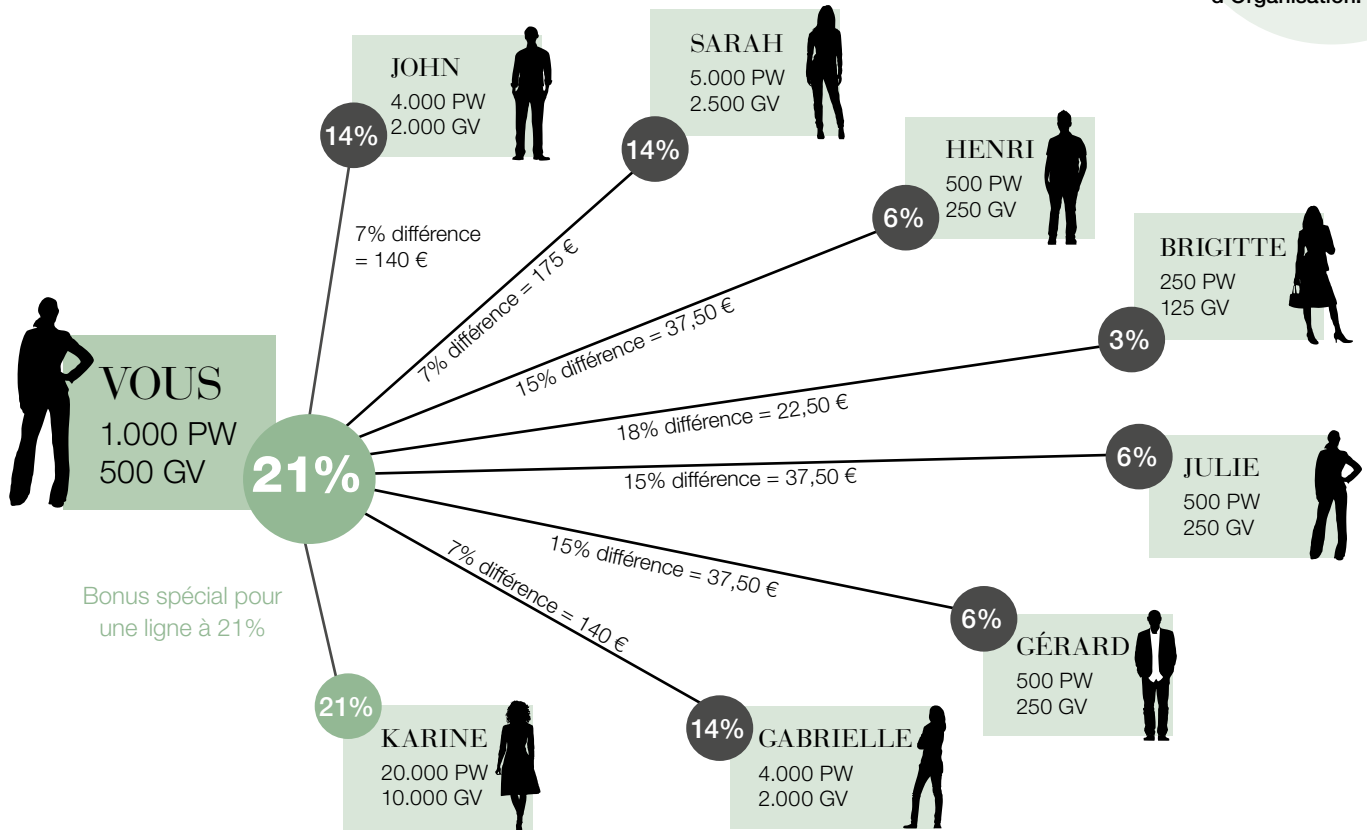 d'Organisation.
JOHN
4.000 PW
2.000 GV
14%
SARAH
5.000 PW
2.500 GV
14%
HENRI
500 PW
250 GV
6%
BRIGITTE
250 PW
125 GV
3%
7% différence
= 140 €
7% différence = 175 €
15% différence = 37,50 €
18% différence = 22,50 €
VOUS
1.000 PW
500 GV
21%
15% différence = 37,50 €
6%
JULIE
500 PW
250 GV
15% différence = 37,50 €
6%
GÉRARD
500 PW
250 GV
7% différence = 140 €
14%
GABRIELLE
4.000 PW
2.000 GV
Bonus spécial pour
une ligne à 21%
21%
KARINE
20.000 PW
10.000 GV